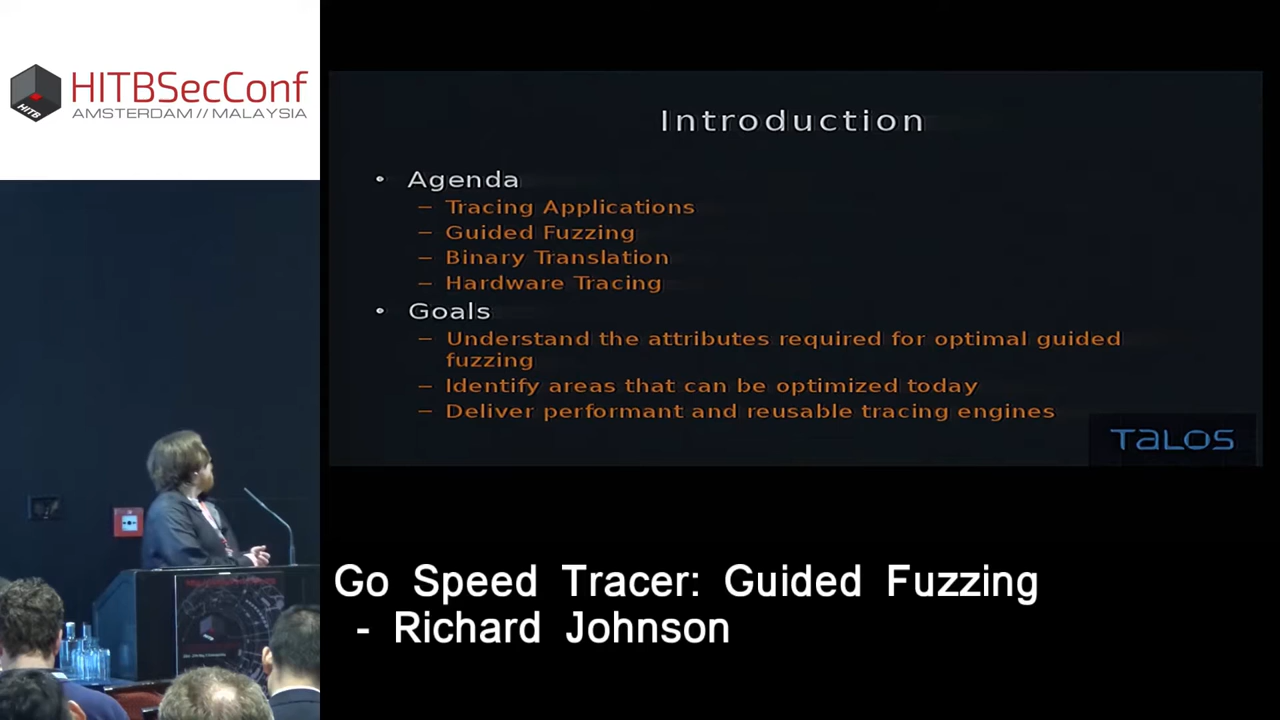 HITBSecConf
AMSTERDAM // MALAYSIA
HITB
Introduction
• Agenda
– Tracing Applications
– Guided Fuzzing
– Binary Translation
– Hardware Tracing
• Goals
– Understand the attributes required for optimal guided
fuzzing
– Identify areas that can be optimized today
– Deliver performant and reusable tracing engines
TALOS
Go Speed Tracer: Guided Fuzzing
- Richard Johnson